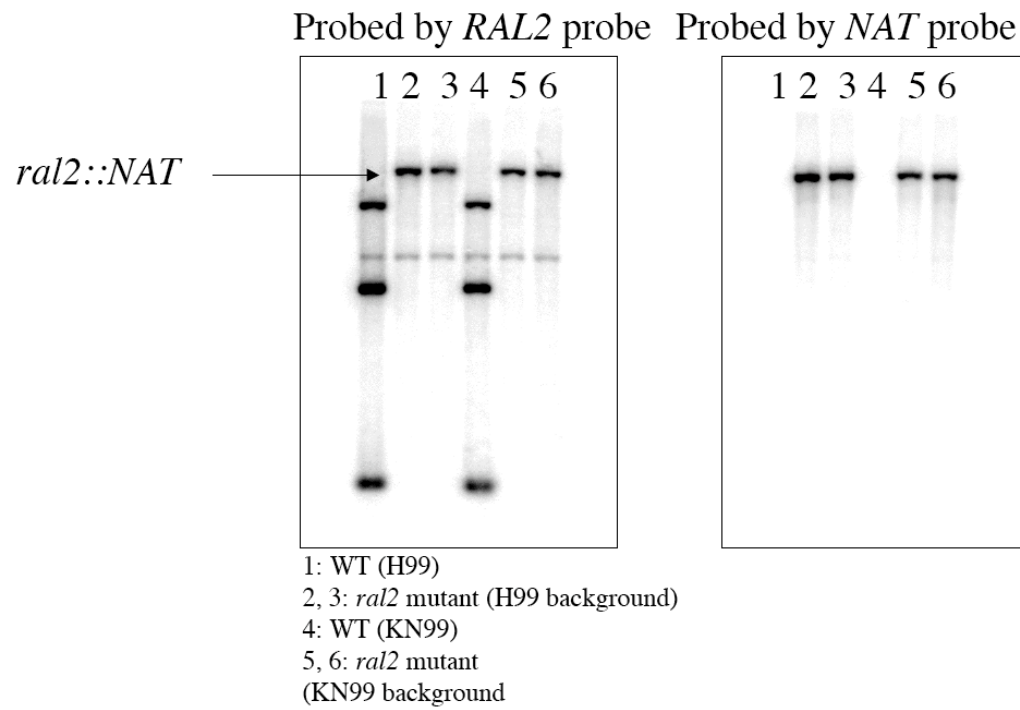 Probed by RAL2 probe
Probed by NAT probe
1 2 3 4 5 6
1 2 3 4 5 6
ral2::NAT
1: WT (H99)
2, 3: ral2 mutant (H99 background)
4: WT (KN99)
5, 6: ral2 mutant
(KN99 background